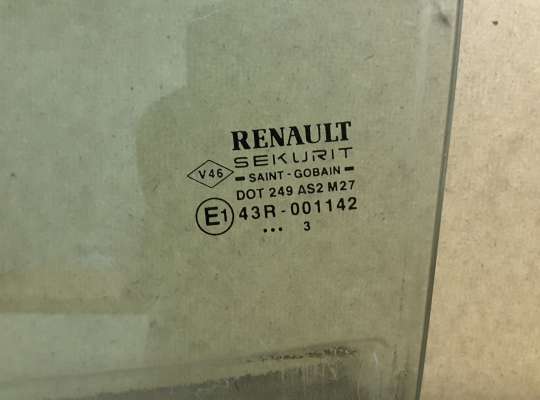 RENAULT
SEKURIT
V46
- SAINT - GOBAIN -
DOT 249 AS2 M27
E1 43R - 001142
... 3